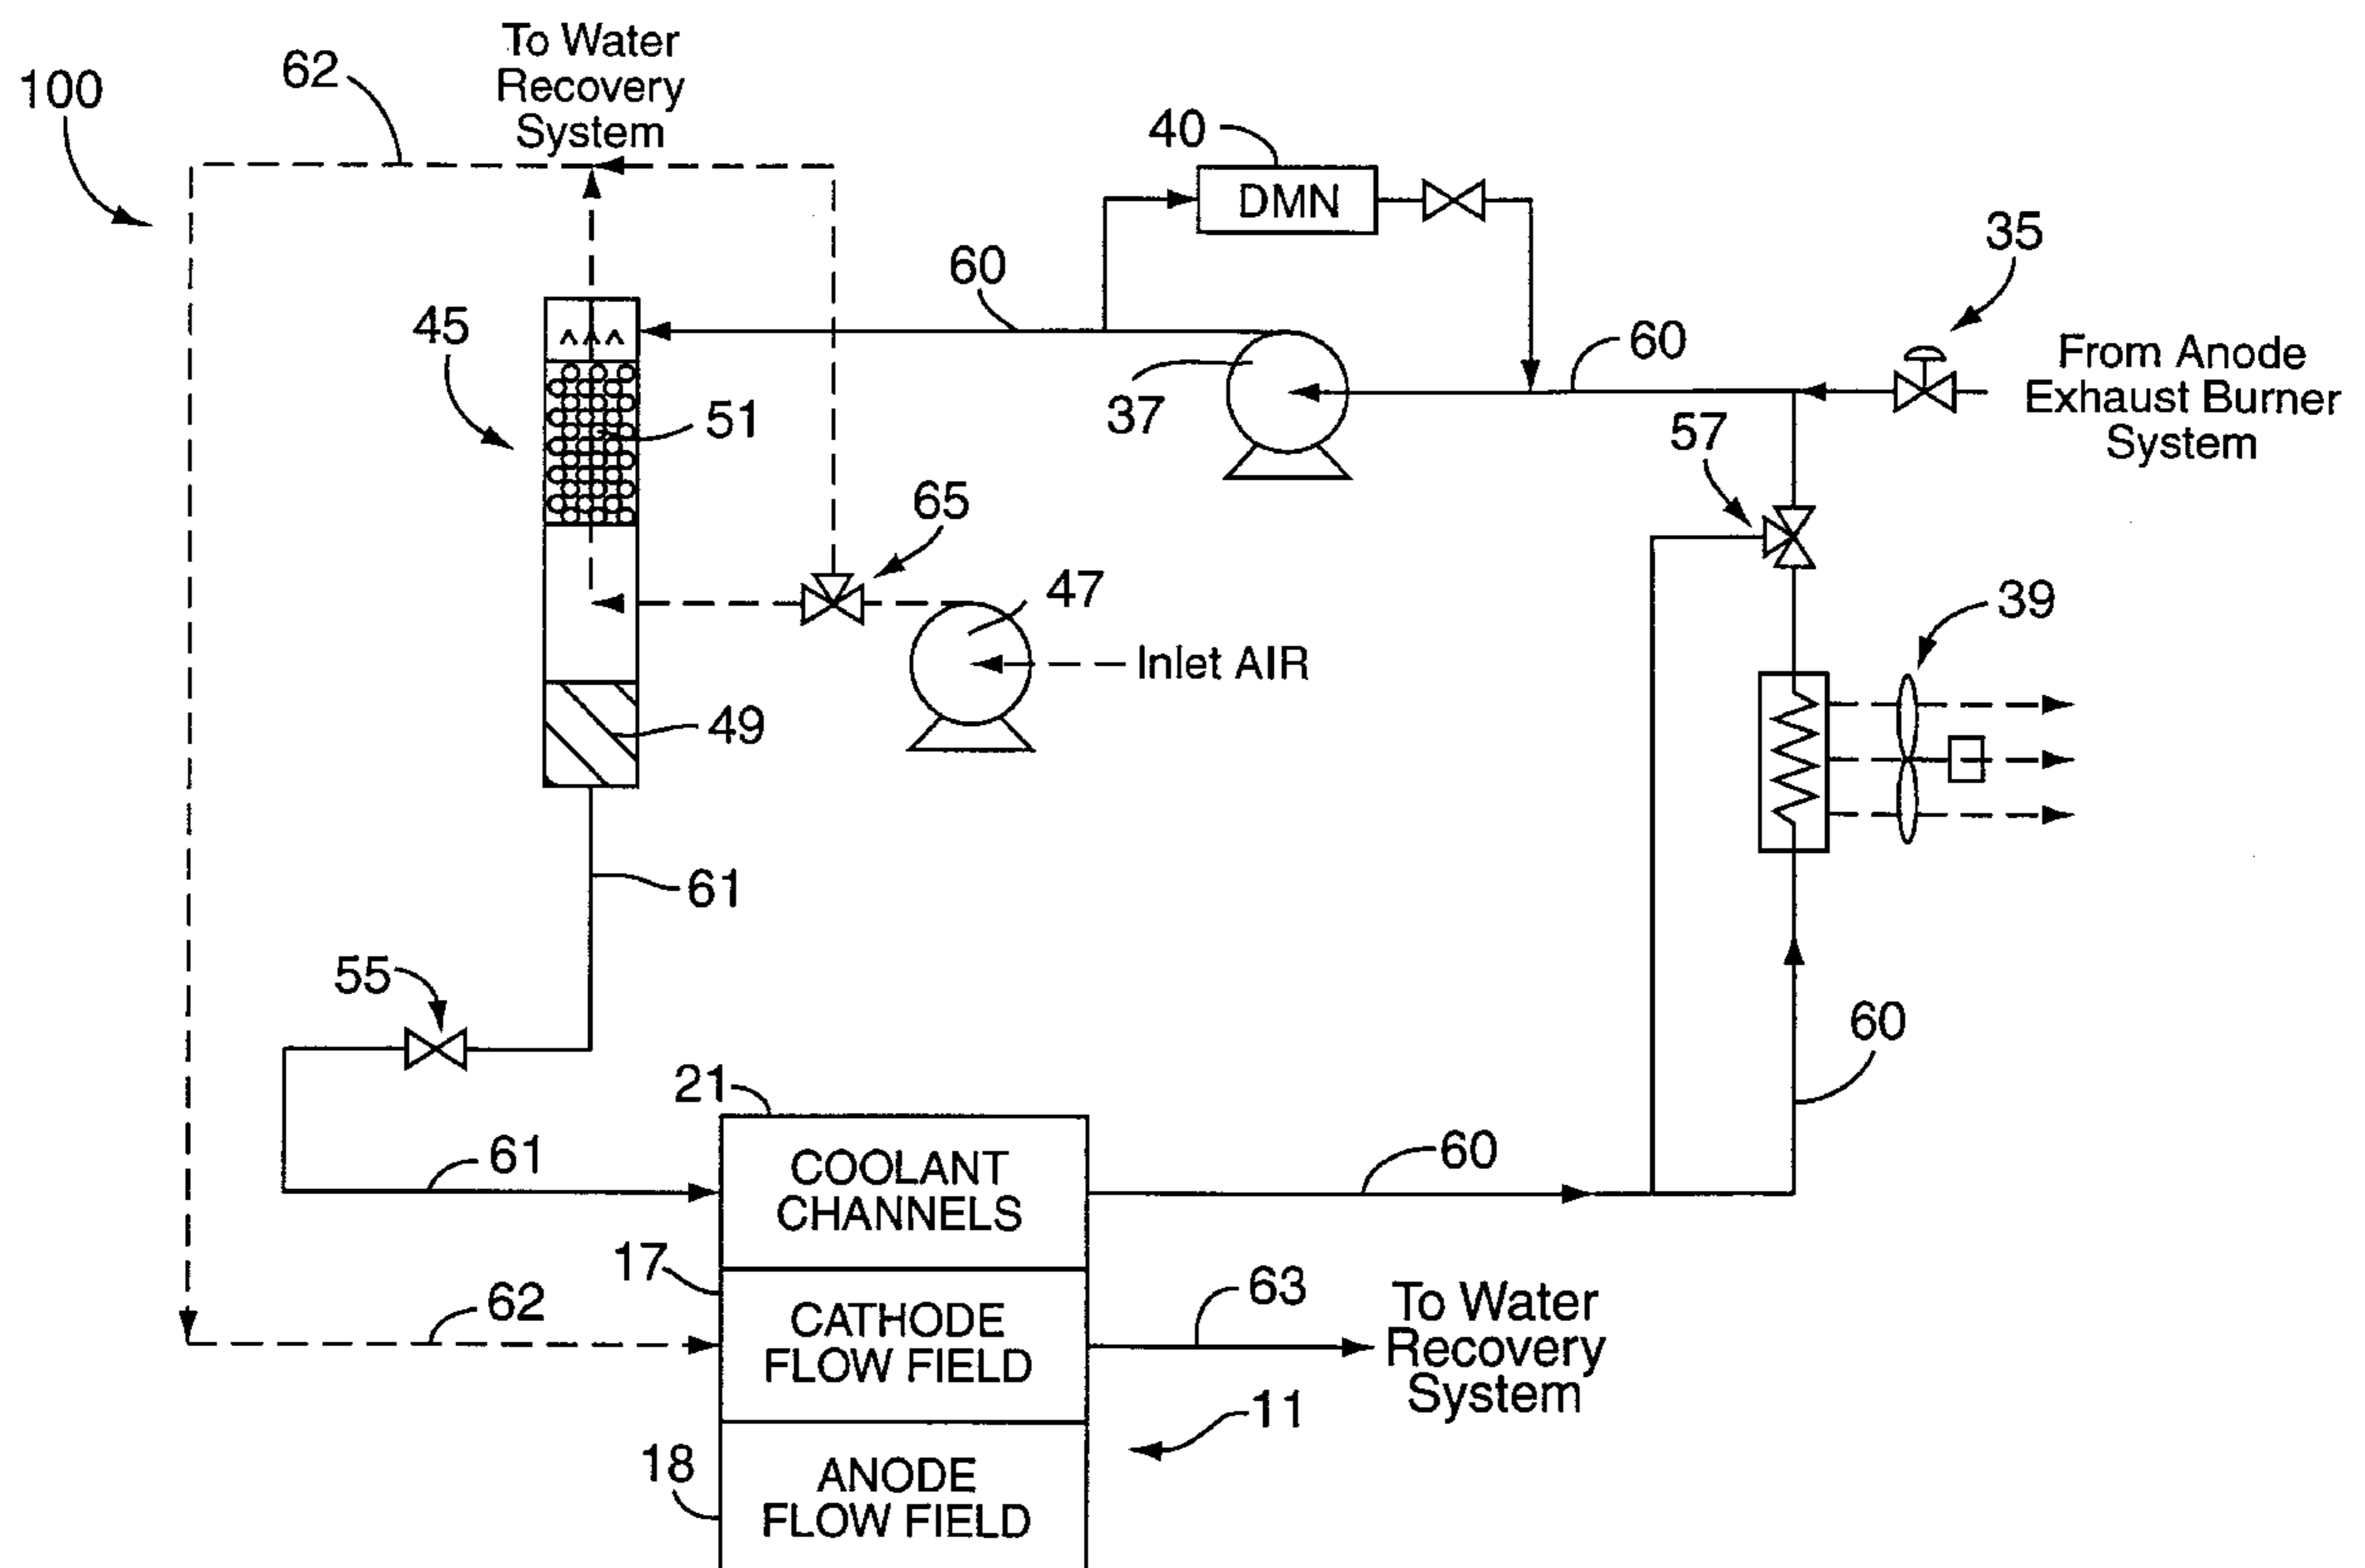 100
62
To Water
Recovery
System
40
DMN
60
35
45
60
From Anode
Exhaust Burner
System
37
51
57
65
47
39
Inlet AIR
49
61
55
60
21
COOLANT
CHANNELS
61
60
17
CATHODE
FLOW FIELD
62
63
To Water
Recovery
System
11
18
ANODE
FLOW FIELD